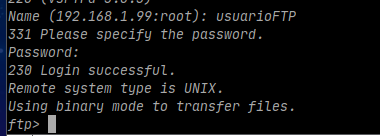 Name (192.168.1.99:root): usuarioFTP
331 Please specify the password.
Password:
230 Login successful.
Remote system type is UNIX.
Using binary mode to transfer files.
ftp>